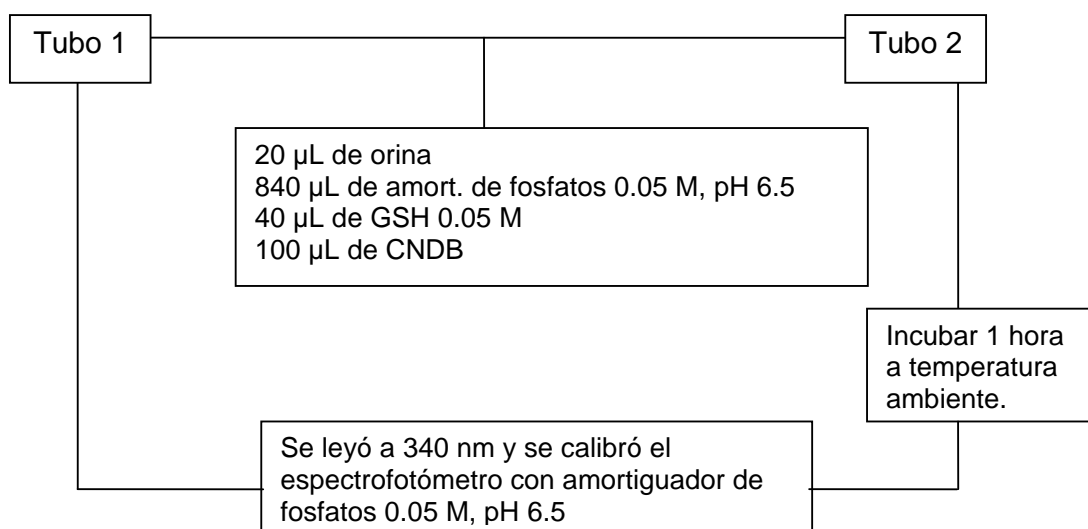 Tubo 1
Tubo 2
20 µL de orina
840 µL de amort. de fosfatos 0.05 M, pH 6.5
40 µL de GSH 0.05 M
100 µL de CNDB
Incubar 1 hora
a temperatura
ambiente.
Se leyó a 340 nm y se calibró el
espectrofotómetro con amortiguador de
fosfatos 0.05 M, pH 6.5